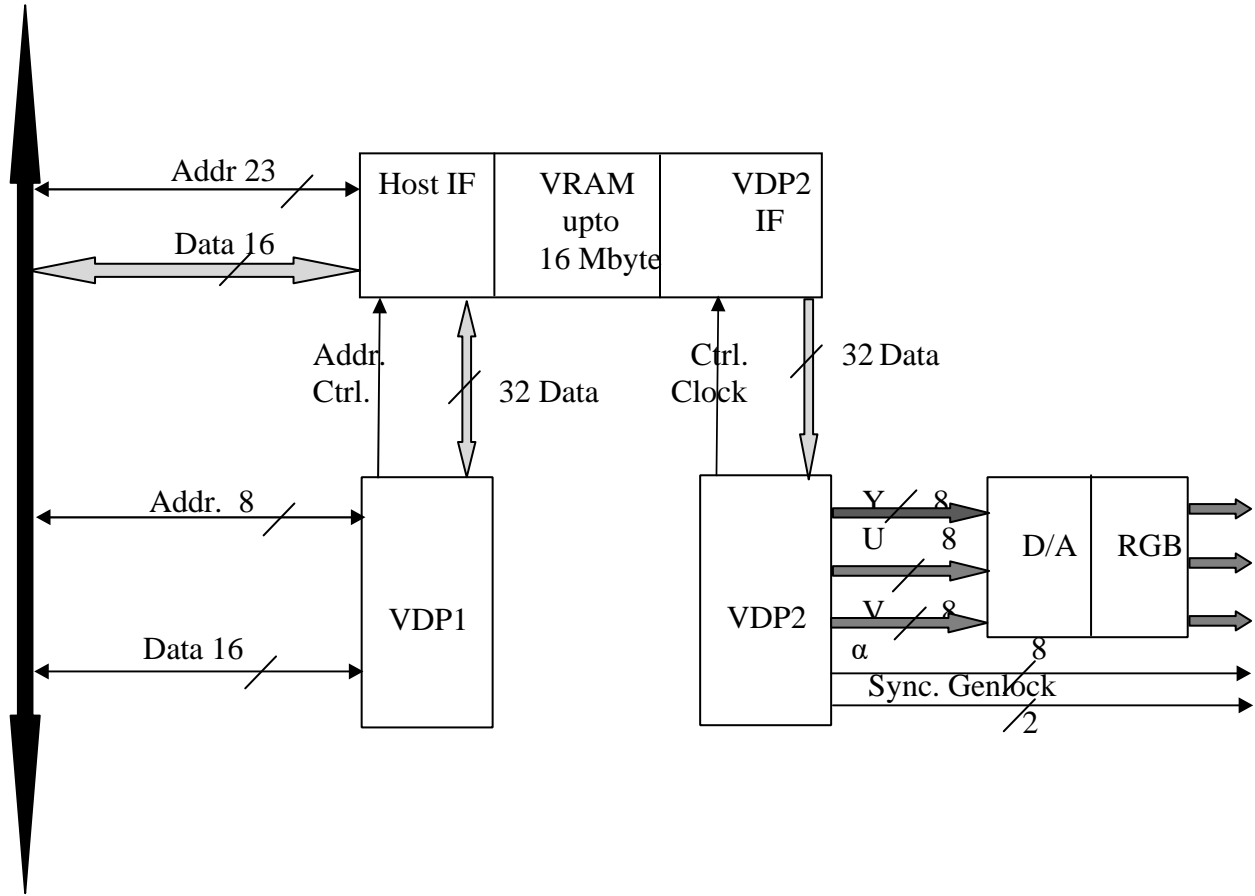 Addr 23
Host IF
VRAM
upto
16 Mbyte
VDP2
IF
Data 16
Addr.
Ctrl.
32 Data
Ctrl.
Clock
32 Data
Addr. 8
Data 16
VDP1
VDP2
Y 8
U 8
V 8
α 8
Sync. Genlock
2
D/A
RGB